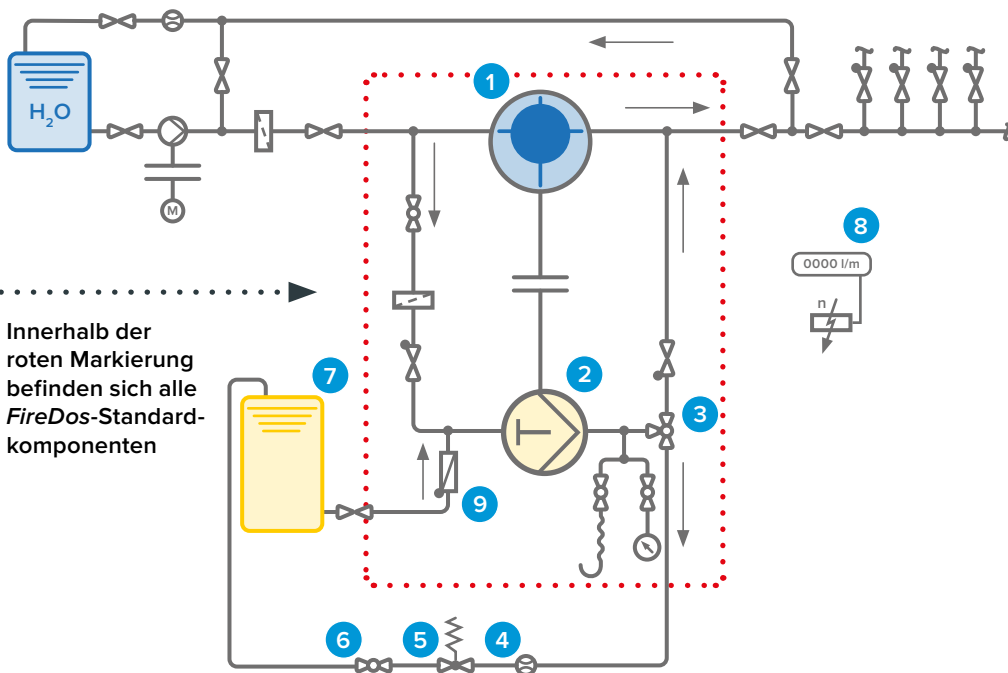 1
H₂O
M
8
0000 l/m
n
Innerhalb der
roten Markierung
befinden sich alle
FireDos-Standard-
komponenten
7
2
3
9
6
5
4